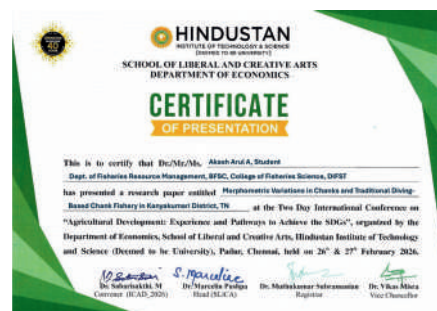 HINDUSTAN
INSTITUTE OF TECHNOLOGY & SCIENCE
(DEEMED TO BE UNIVERSITY)
SCHOOL OF LIBERAL AND CREATIVE ARTS
DEPARTMENT OF ECONOMICS
CERTIFICATE
OF PRESENTATION
This is to certify that Dr./Mr./Ms. Akash Arul A, Student
Dept. of Fisheries Resource Management, BFSC, College of Fisheries Science, DIFST
has presented a research paper entitled Morphometric Variations in Chanks and Traditional Diving-
Based Chank Fishery in Kanyakumari District, TN at the Two Day International Conference on
"Agricultural Development: Experience and Pathways to Achieve the SDGs", organized by the
Department of Economics, School of Liberal and Creative Arts, Hindustan Institute of Technology
and Science (Deemed to be University), Padur, Chennai, held on 26th & 27th February 2026.
Dr. Sabarisakthi. M Dr. Marcelin Pushpa Dr. Muthukumar Subramanian Dr. Vikas Misra
Convener (ICAD_2026) Head (SLiCA) Registrar Vice Chancellor